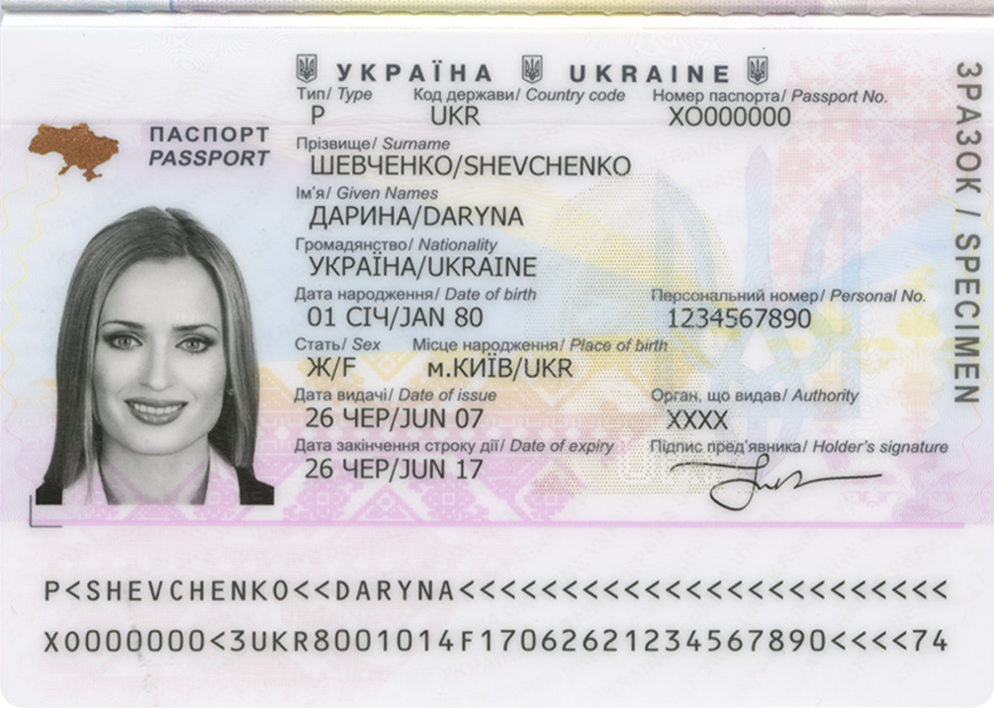 УКРАЇНА UKRAINE
Тип/ Type Код держави/ Country code Номер паспорта/ Passport No.
P UKR XO000000
ПАСПОРТ
PASSPORT
Прізвище/ Surname
ШЕВЧЕНКО/SHEVCHENKO
Ім'я/ Given Names
ДАРИНА/DARYNA
Громадянство/ Nationality
УКРАЇНА/UKRAINE
Дата народження/ Date of birth Персональний номер/ Personal No.
01 СІЧ/JAN 80 1234567890
Стать/ Sex Місце народження/ Place of birth
Ж/F м.КИЇВ/UKR
Дата видачі/ Date of issue Орган, що видав/ Authority
26 ЧЕР/JUN 07 XXXX
Дата закінчення строку дії/ Date of expiry Підпис пред'явника/ Holder's signature
26 ЧЕР/JUN 17
ЗРАЗОК / SPECIMEN
P<SHEVCHENKO<<DARYNA<<<<<<<<<<<<<<<<<<<<<<<<
XO000000<3UKR8001014F17062621234567890<<<<74